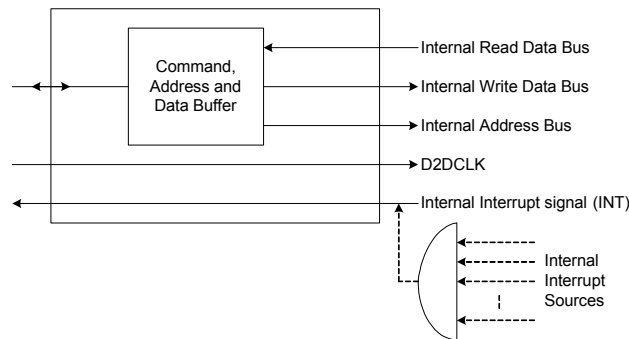 Command,
Address and
Data Buffer
Internal Read Data Bus
Internal Write Data Bus
Internal Address Bus
D2DCLK
Internal Interrupt signal (INT)
Internal
Interrupt
Sources